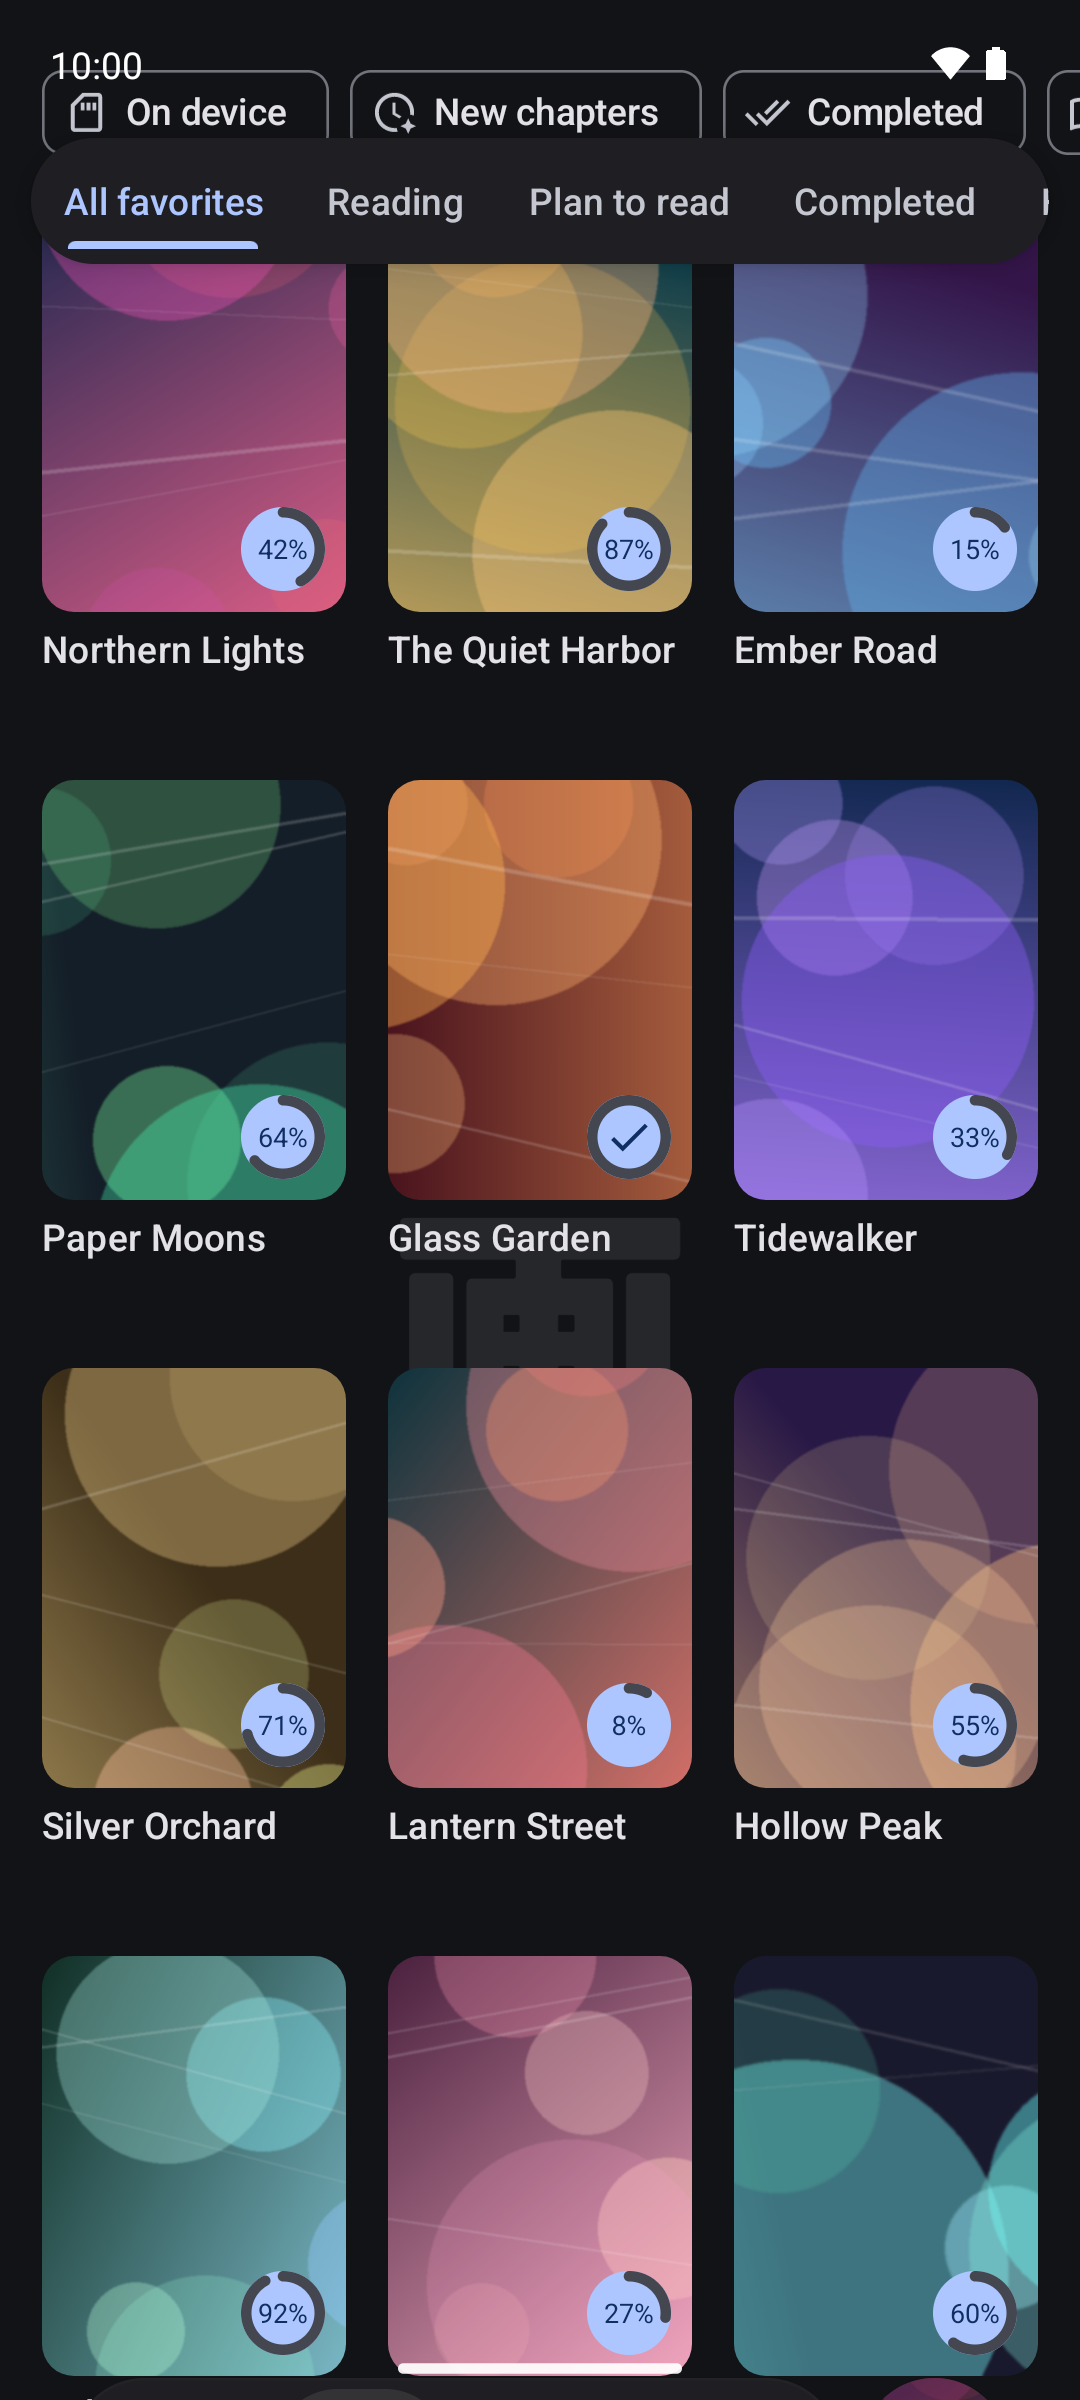 10:00
On device
New chapters
Completed
All favorites
Reading
Plan to read
Completed
42%
87%
15%
Northern Lights
The Quiet Harbor
Ember Road
64%
33%
Paper Moons
Glass Garden
Tidewalker
71%
8%
55%
Silver Orchard
Lantern Street
Hollow Peak
92%
27%
60%